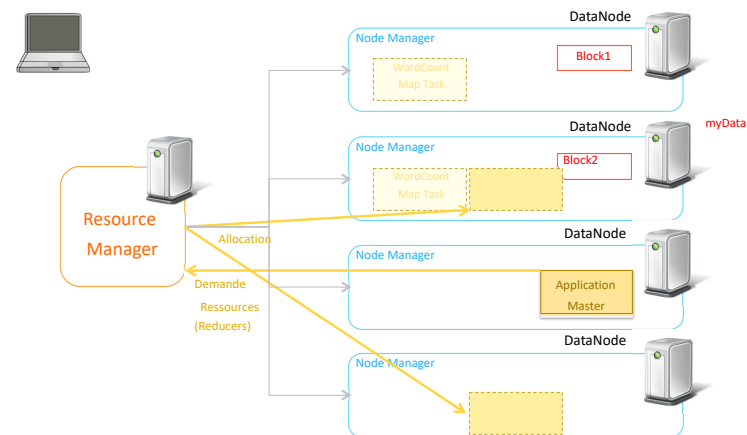 DataNode
Node Manager
Block1
WordCount
Map Task
DataNode
myData
Node Manager
Block2
WordCount
Map Task
Resource
Manager
Allocation
DataNode
Node Manager
Demande
Ressources
(Reducers)
Application
Master
DataNode
Node Manager